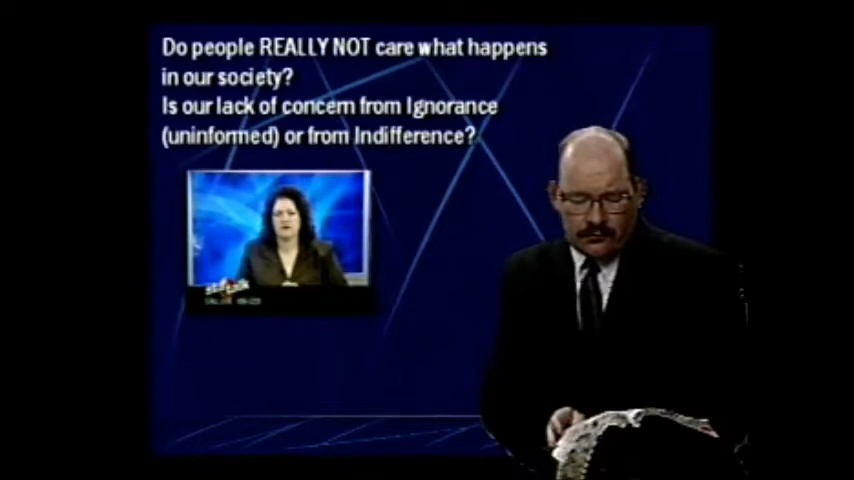 Do people REALLY NOT care what happens
in our society?
Is our lack of concern from Ignorance
(uninformed) or from Indifference?